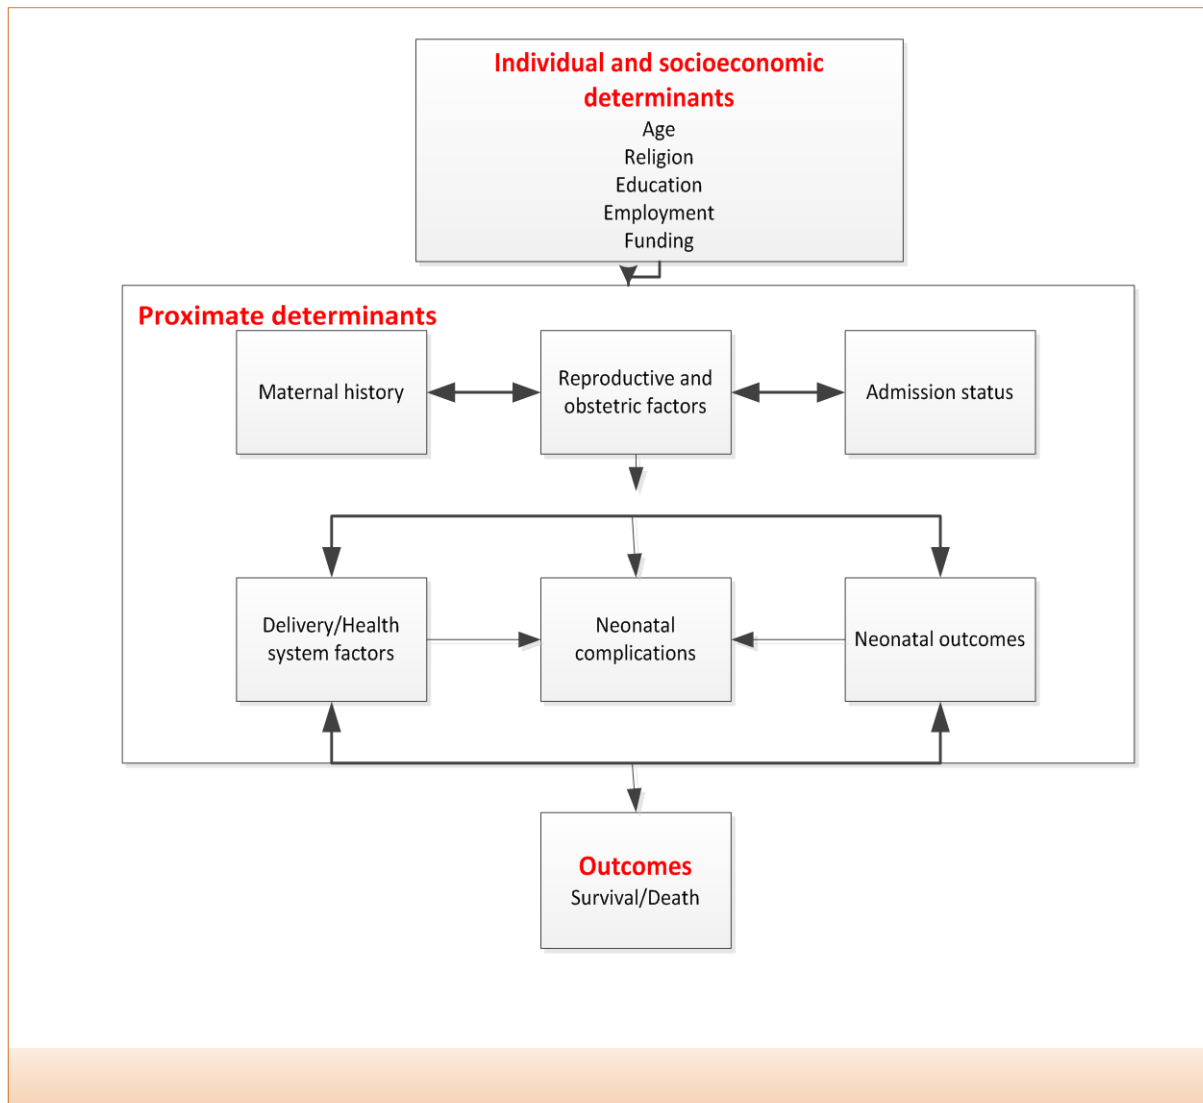 Individual and socioeconomic
determinants
Age
Religion
Education
Employment
Funding
Proximate determinants
Maternal history
Reproductive and
obstetric factors
Admission status
Delivery/Health
system factors
Neonatal
complications
Neonatal outcomes
Outcomes
Survival/Death